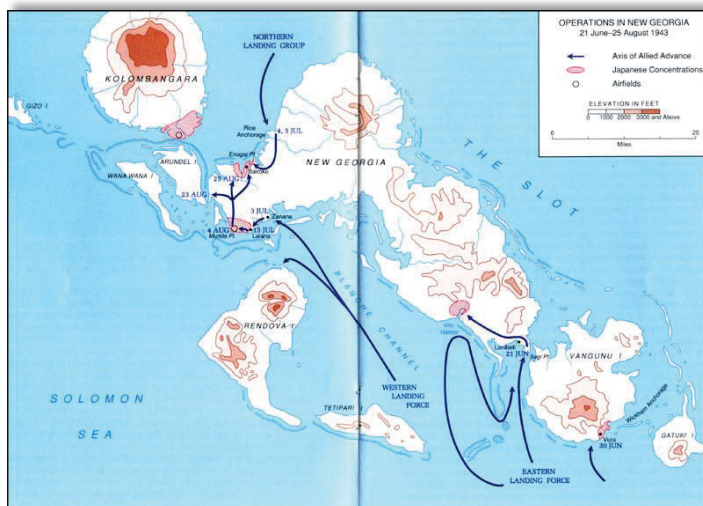 OPERATIONS IN NEW GEORGIA
21 June–25 August 1943
Axis of Allied Advance
Japanese Concentrations
Airfields
ELEVATION IN FEET
0 1000 2000 3000 and Above
0 20
Miles
NORTHERN
LANDING GROUP
KOLOMBANGARA
GIZO I
Rice
Anchorage
4, 5 JUL
Enogai Pt
Bairoko
NEW GEORGIA
ARUNDEL I
WANA WANA I
25 AUG
23 AUG
THE SLOT
3 JUL
Zanana
4 AUG
13 JUL
Munda Pt
Laiana
BLANCHE CHANNEL
RENDOVA I
Viru
Harbor
Lambeti
21 JUN
Segi Pt
VANGUNU I
WESTERN
LANDING
FORCE
SOLOMON
SEA
TETIPARI I
Wickham Anchorage
Vura
30 JUN
GATUKI I
EASTERN
LANDING FORCE